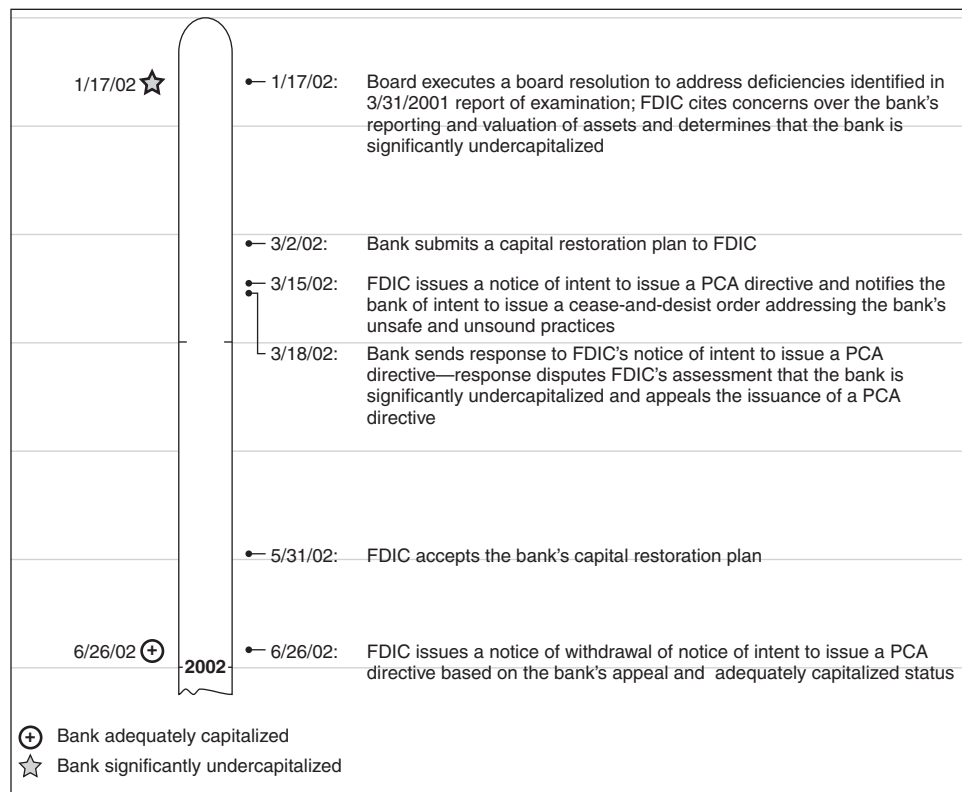 1/17/02
1/17/02: Board executes a board resolution to address deficiencies identified in
3/31/2001 report of examination; FDIC cites concerns over the bank's
reporting and valuation of assets and determines that the bank is
significantly undercapitalized
3/2/02: Bank submits a capital restoration plan to FDIC
3/15/02: FDIC issues a notice of intent to issue a PCA directive and notifies the
bank of intent to issue a cease-and-desist order addressing the bank's
unsafe and unsound practices
3/18/02: Bank sends response to FDIC's notice of intent to issue a PCA
directive—response disputes FDIC's assessment that the bank is
significantly undercapitalized and appeals the issuance of a PCA
directive
5/31/02: FDIC accepts the bank's capital restoration plan
6/26/02
2002
6/26/02: FDIC issues a notice of withdrawal of notice of intent to issue a PCA
directive based on the bank's appeal and adequately capitalized status
Bank adequately capitalized
Bank significantly undercapitalized